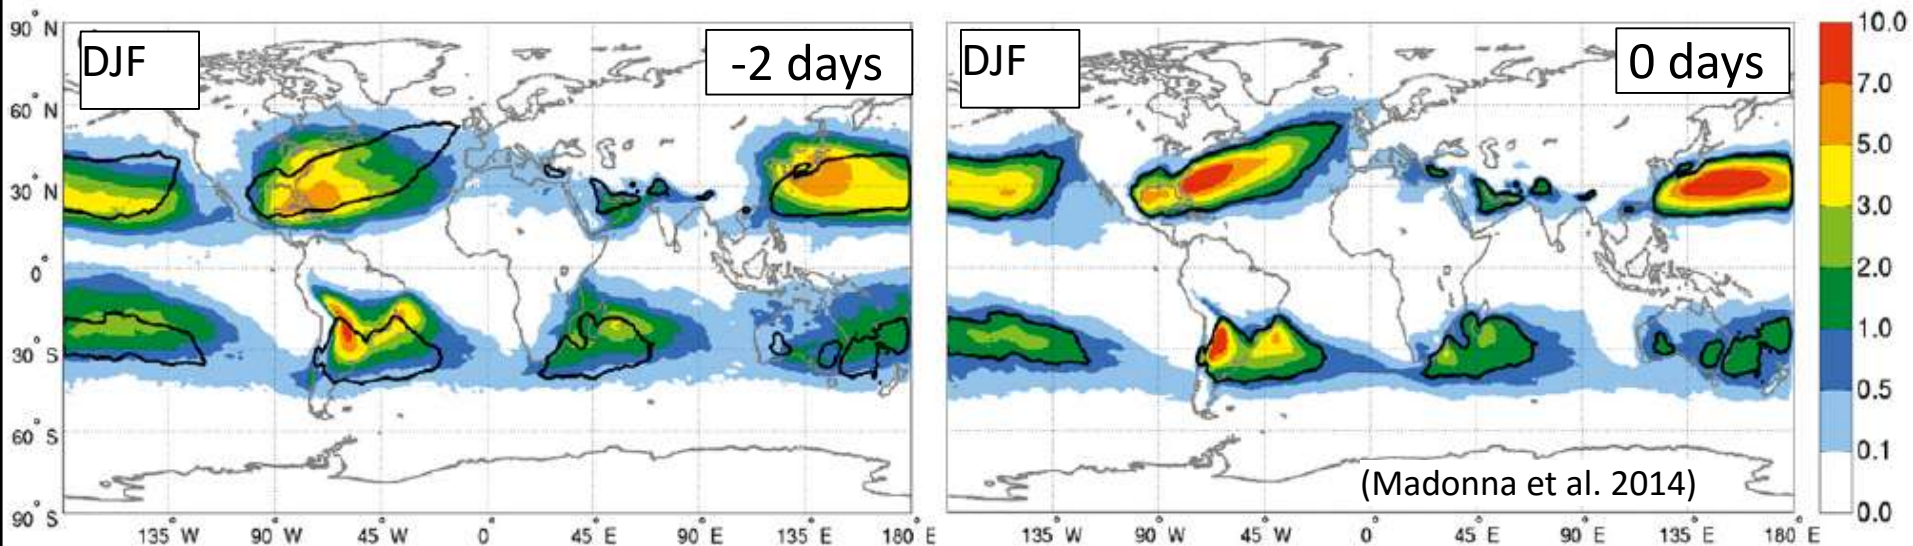 DJF
-2 days
DJF
0 days
90° N
60° N
30° N
0°
30° S
60° S
90° S
135° W 90° W 45° W 0° 45° E 90° E 135° E 180° E
135° W 90° W 45° W 0° 45° E 90° E 135° E 180° E
(Madonna et al. 2014)
10.0
7.0
5.0
3.0
2.0
1.0
0.5
0.1
0.0